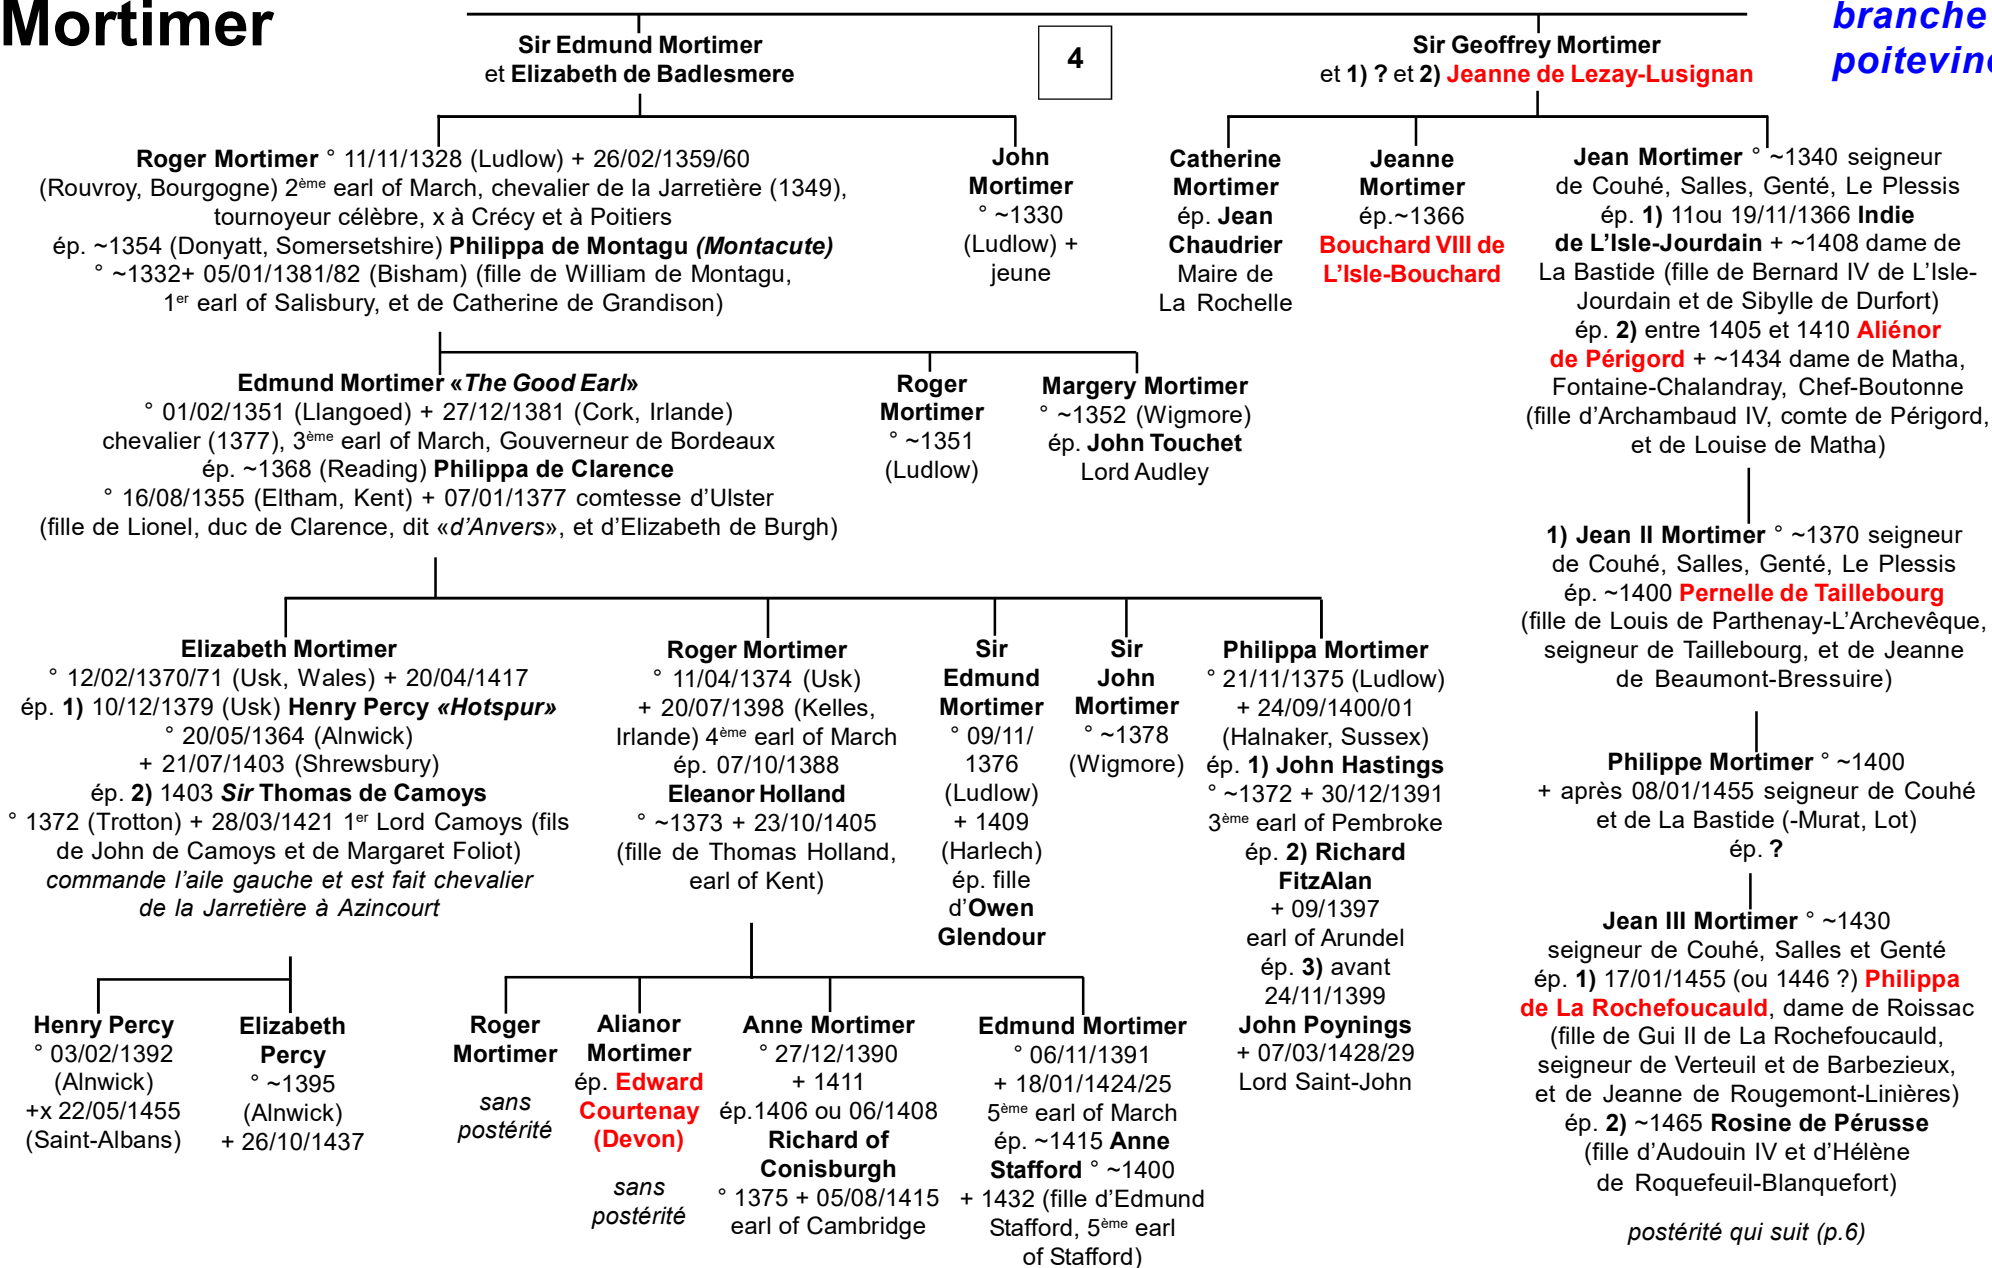 Mortimer
branche
poitevine
4
Sir Edmund Mortimer
et Elizabeth de Badlesmere
Sir Geoffrey Mortimer
et 1) ? et 2) Jeanne de Lezay-Lusignan
Roger Mortimer ° 11/11/1328 (Ludlow) + 26/02/1359/60
(Rouvroy, Bourgogne) 2ème earl of March, chevalier de la Jarretière (1349),
tournoyeur célèbre, x à Crécy et à Poitiers
ép. ~1354 (Donyatt, Somersetshire) Philippa de Montagu (Montacute)
° ~1332+ 05/01/1381/82 (Bisham) (fille de William de Montagu,
1er earl of Salisbury, et de Catherine de Grandison)
John
Mortimer
° ~1330
(Ludlow) +
jeune
Catherine
Mortimer
ép. Jean
Chaudrier
Maire de
La Rochelle
Jeanne
Mortimer
ép.~1366
Bouchard VIII de
L'Isle-Bouchard
Jean Mortimer ° ~1340 seigneur
de Couhé, Salles, Genté, Le Plessis
ép. 1) 11ou 19/11/1366 Indie
de L'Isle-Jourdain + ~1408 dame de
La Bastide (fille de Bernard IV de L'Isle-
Jourdain et de Sibylle de Durfort)
ép. 2) entre 1405 et 1410 Aliénor
de Périgord + ~1434 dame de Matha,
Fontaine-Chalandray, Chef-Boutonne
(fille d'Archambaud IV, comte de Périgord,
et de Louise de Matha)
Edmund Mortimer «The Good Earl»
° 01/02/1351 (Llangoed) + 27/12/1381 (Cork, Irlande)
chevalier (1377), 3ème earl of March, Gouverneur de Bordeaux
ép. ~1368 (Reading) Philippa de Clarence
° 16/08/1355 (Eltham, Kent) + 07/01/1377 comtesse d'Ulster
(fille de Lionel, duc de Clarence, dit «d'Anvers», et d'Elizabeth de Burgh)
Roger
Mortimer
° ~1351
(Ludlow)
Margery Mortimer
° ~1352 (Wigmore)
ép. John Touchet
Lord Audley
1) Jean II Mortimer ° ~1370 seigneur
de Couhé, Salles, Genté, Le Plessis
ép. ~1400 Pernelle de Taillebourg
(fille de Louis de Parthenay-L'Archevêque,
seigneur de Taillebourg, et de Jeanne
de Beaumont-Bressuire)
Elizabeth Mortimer
° 12/02/1370/71 (Usk, Wales) + 20/04/1417
ép. 1) 10/12/1379 (Usk) Henry Percy «Hotspur»
° 20/05/1364 (Alnwick)
+ 21/07/1403 (Shrewsbury)
ép. 2) 1403 Sir Thomas de Camoys
° 1372 (Trotton) + 28/03/1421 1er Lord Camoys (fils
de John de Camoys et de Margaret Foliot)
commande l'aile gauche et est fait chevalier
de la Jarretière à Azincourt
Roger Mortimer
° 11/04/1374 (Usk)
+ 20/07/1398 (Kelles,
Irlande) 4ème earl of March
ép. 07/10/1388
Eleanor Holland
° ~1373 + 23/10/1405
(fille de Thomas Holland,
earl of Kent)
Sir
Edmund
Mortimer
° 09/11/
1376
(Ludlow)
+ 1409
(Harlech)
ép. fille
d'Owen
Glendour
Sir
John
Mortimer
° ~1378
(Wigmore)
Philippa Mortimer
° 21/11/1375 (Ludlow)
+ 24/09/1400/01
(Halnaker, Sussex)
ép. 1) John Hastings
° ~1372 + 30/12/1391
3ème earl of Pembroke
ép. 2) Richard
FitzAlan
+ 09/1397
earl of Arundel
ép. 3) avant
24/11/1399
John Poynings
+ 07/03/1428/29
Lord Saint-John
Philippe Mortimer ° ~1400
+ après 08/01/1455 seigneur de Couhé
et de La Bastide (-Murat, Lot)
ép. ?
Jean III Mortimer ° ~1430
seigneur de Couhé, Salles et Genté
ép. 1) 17/01/1455 (ou 1446 ?) Philippa
de La Rochefoucauld, dame de Roissac
(fille de Gui II de La Rochefoucauld,
seigneur de Verteuil et de Barbezieux,
et de Jeanne de Rougemont-Linières)
ép. 2) ~1465 Rosine de Pérusse
(fille d'Audouin IV et d'Hélène
de Roquefeuil-Blanquefort)
postérité qui suit (p.6)
Henry Percy
° 03/02/1392
(Alnwick)
+x 22/05/1455
(Saint-Albans)
Elizabeth
Percy
° ~1395
(Alnwick)
+ 26/10/1437
Roger
Mortimer
sans
postérité
Alianor
Mortimer
ép. Edward
Courtenay
(Devon)
sans
postérité
Anne Mortimer
° 27/12/1390
+ 1411
ép.1406 ou 06/1408
Richard of
Conisburgh
° 1375 + 05/08/1415
earl of Cambridge
Edmund Mortimer
° 06/11/1391
+ 18/01/1424/25
5ème earl of March
ép. ~1415 Anne
Stafford ° ~1400
+ 1432 (fille d'Edmund
Stafford, 5ème earl
of Stafford)